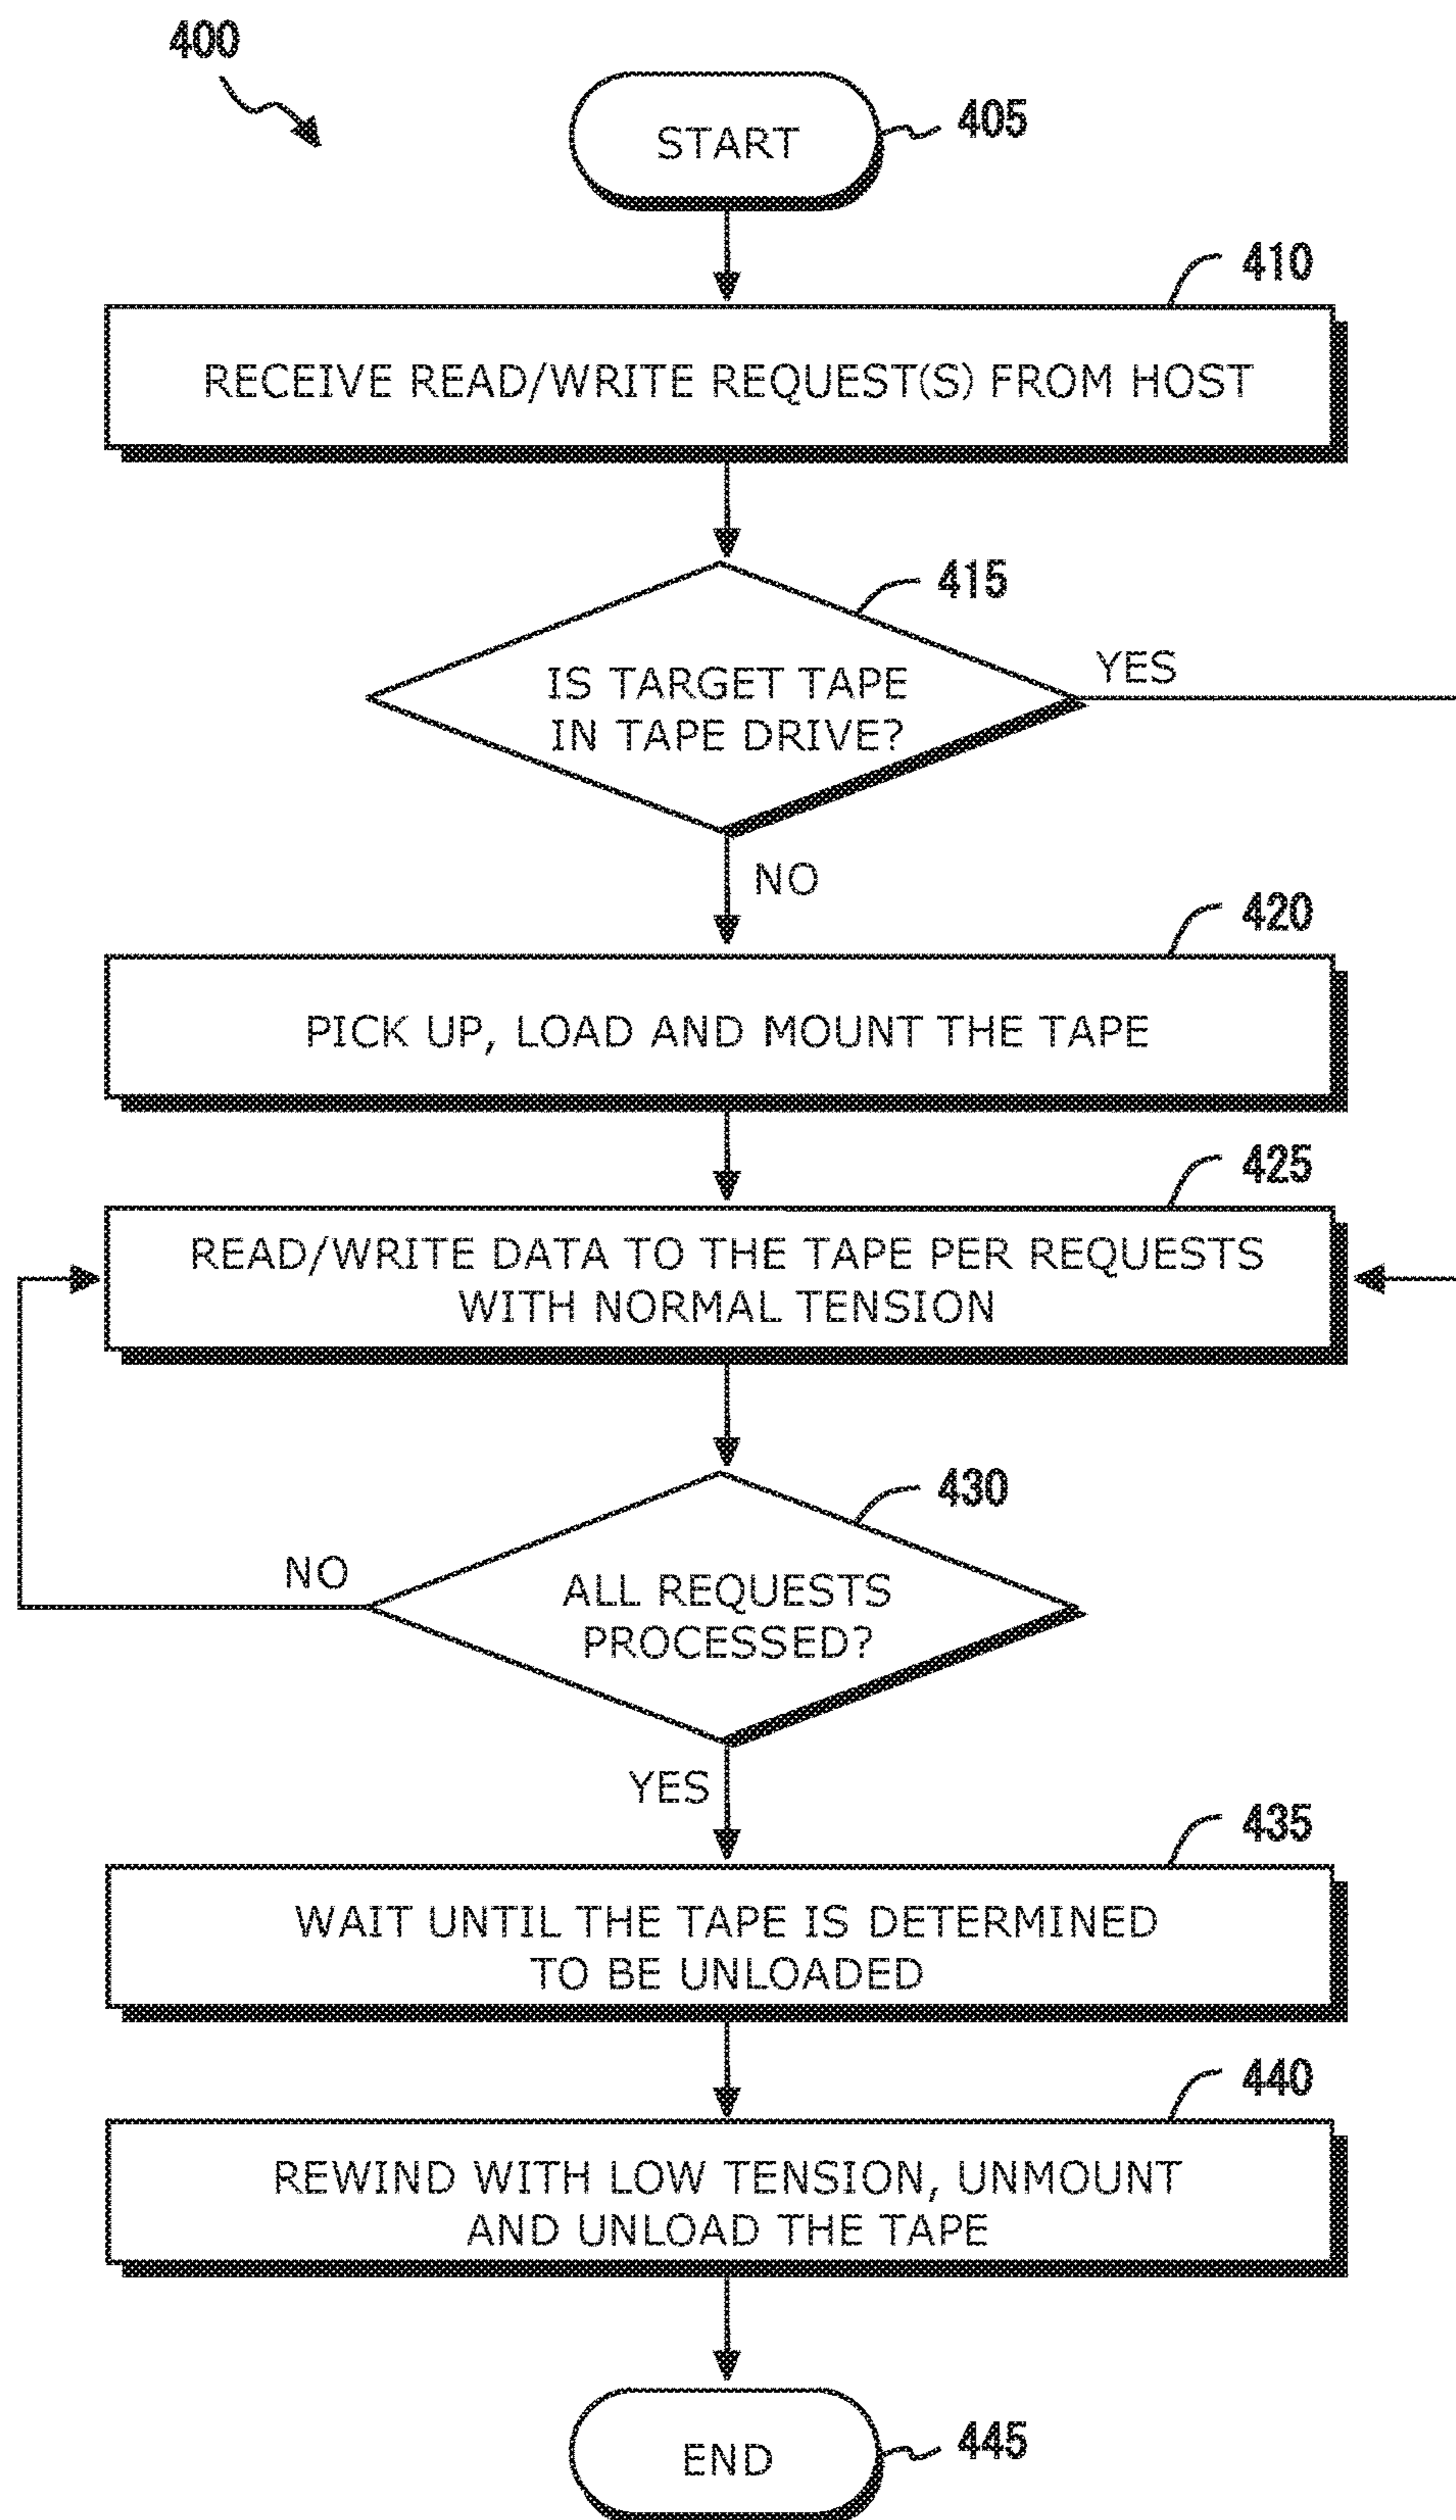 400
START
405
410
RECEIVE READ/WRITE REQUEST(S) FROM HOST
415
IS TARGET TAPE
IN TAPE DRIVE?
YES
NO
420
PICK UP, LOAD AND MOUNT THE TAPE
425
READ/WRITE DATA TO THE TAPE PER REQUESTS
WITH NORMAL TENSION
430
ALL REQUESTS
PROCESSED?
NO
YES
435
WAIT UNTIL THE TAPE IS DETERMINED
TO BE UNLOADED
440
REWIND WITH LOW TENSION, UNMOUNT
AND UNLOAD THE TAPE
END
445